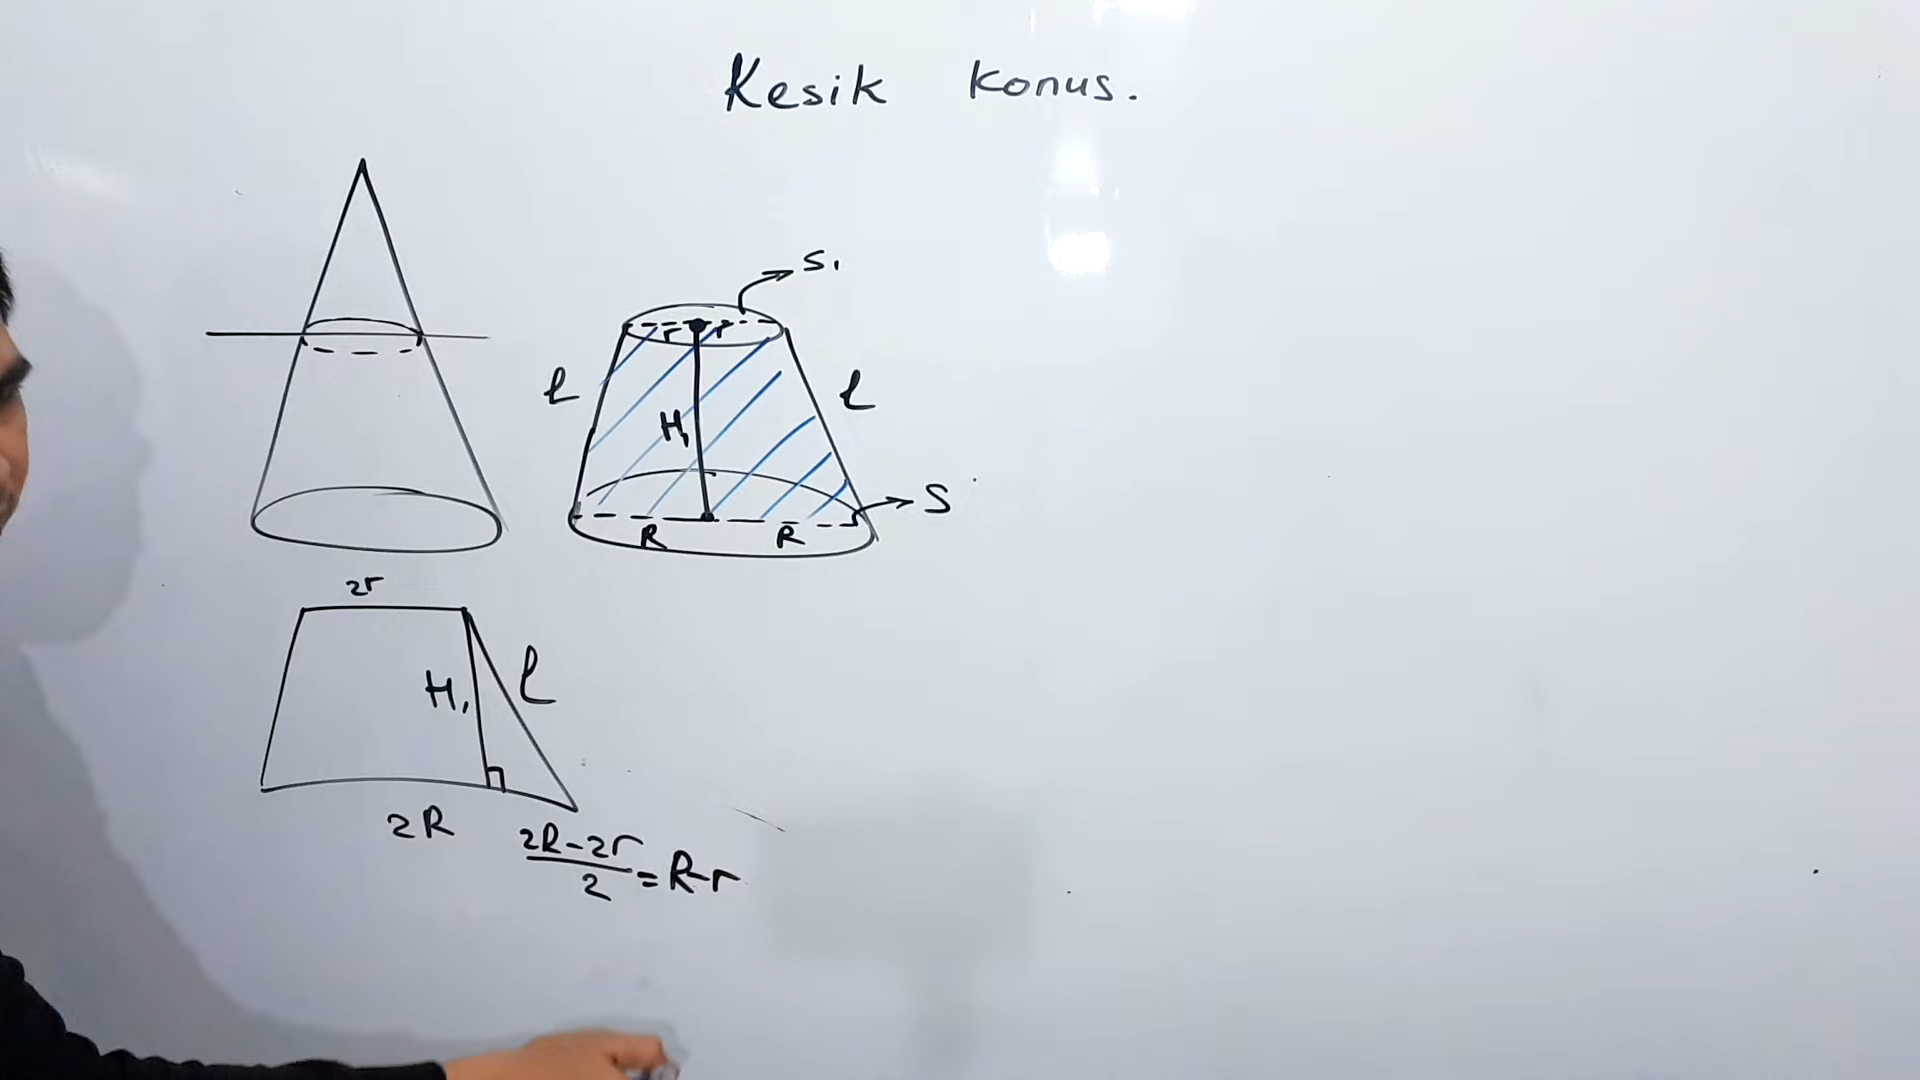 Kesik Konus.
S₁
r r
l l
H₁
S
R R
2r
H₁ l
2R
(2R-2r)/2 = R-r